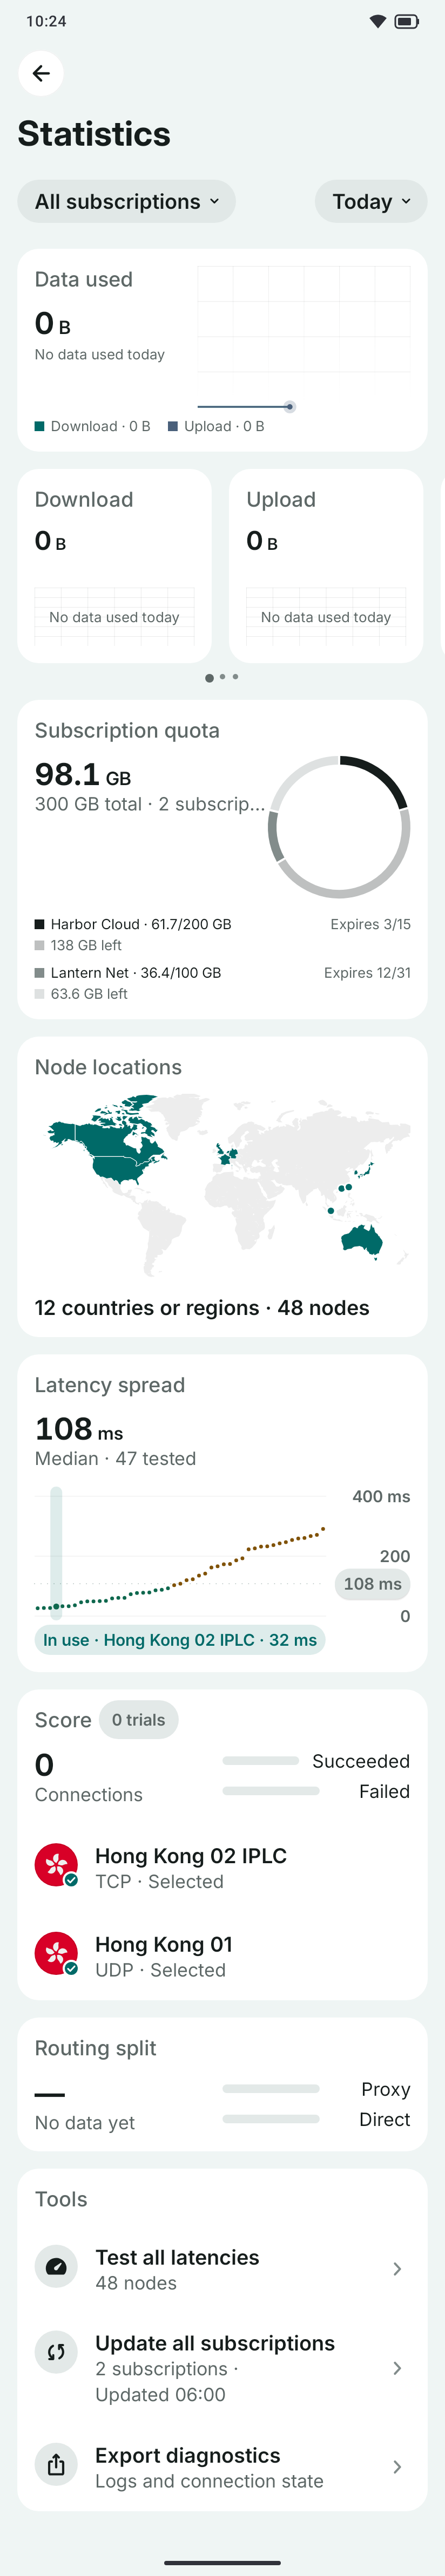 10:24
Statistics
All subscriptions
Today
Data used
0 B
No data used today
Download · 0 B
Upload · 0 B
Download
0 B
No data used today
Upload
0 B
No data used today
Subscription quota
98.1 GB
300 GB total · 2 subscrip...
Harbor Cloud · 61.7/200 GB
Expires 3/15
138 GB left
Lantern Net · 36.4/100 GB
Expires 12/31
63.6 GB left
Node locations
12 countries or regions · 48 nodes
Latency spread
108 ms
Median · 47 tested
400 ms
200
108 ms
0
In use · Hong Kong 02 IPLC · 32 ms
Score
0 trials
0
Connections
Succeeded
Failed
Hong Kong 02 IPLC
TCP · Selected
Hong Kong 01
UDP · Selected
Routing split
—
No data yet
Proxy
Direct
Tools
Test all latencies
48 nodes
Update all subscriptions
2 subscriptions ·
Updated 06:00
Export diagnostics
Logs and connection state